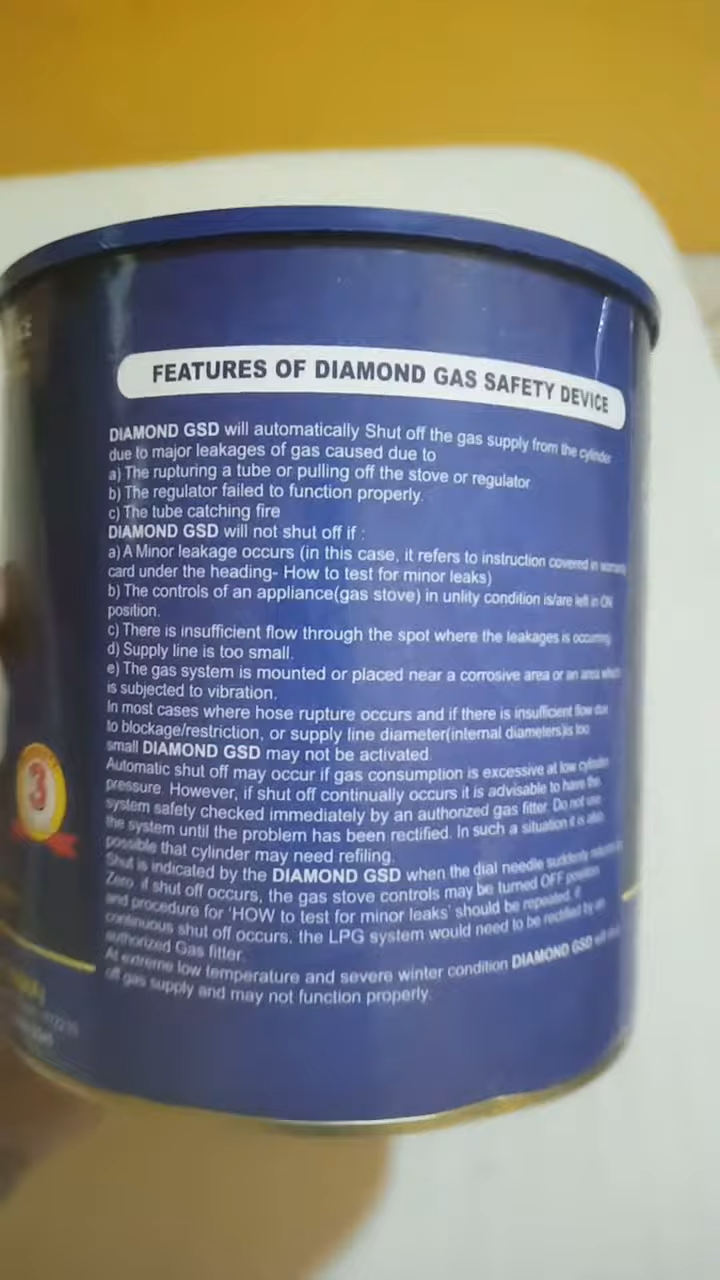 FEATURES OF DIAMOND GAS SAFETY DEVICE
DIAMOND GSD will automatically Shut off the gas supply from the cylinder
due to major leakages of gas caused due to
a) The rupturing a tube or pulling off the stove or regulator
b) The regulator failed to function properly.
c) The tube catching fire
DIAMOND GSD will not shut off if :
a) A Minor leakage occurs (in this case, it refers to instruction covered in warranty
card under the heading- How to test for minor leaks)
b) The controls of an appliance(gas stove) in unlity condition is/are left in ON
position.
c) There is insufficient flow through the spot where the leakages is occurring
d) Supply line is too small.
e) The gas system is mounted or placed near a corrosive area or an area which
is subjected to vibration.
In most cases where hose rupture occurs and if there is insufficient flow due
to blockage/restriction, or supply line diameter(internal diameters)is too
small DIAMOND GSD may not be activated.
Automatic shut off may occur if gas consumption is excessive at low cylinder
pressure. However, if shut off continually occurs it is advisable to have the
system safety checked immediately by an authorized gas fitter. Do not use
the system until the problem has been rectified. In such a situation it is also
possible that cylinder may need refiling.
Shut is indicated by the DIAMOND GSD when the dial needle suddenly
Zero, if shut off occurs, the gas stove controls may be turned OFF position
and procedure for 'HOW to test for minor leaks' should be repeated, if
continuous shut off occurs, the LPG system would need to be rectified by an
authorized Gas fitter.
At extreme low temperature and severe winter condition DIAMOND GSD will
off gas supply and may not function properly.
3